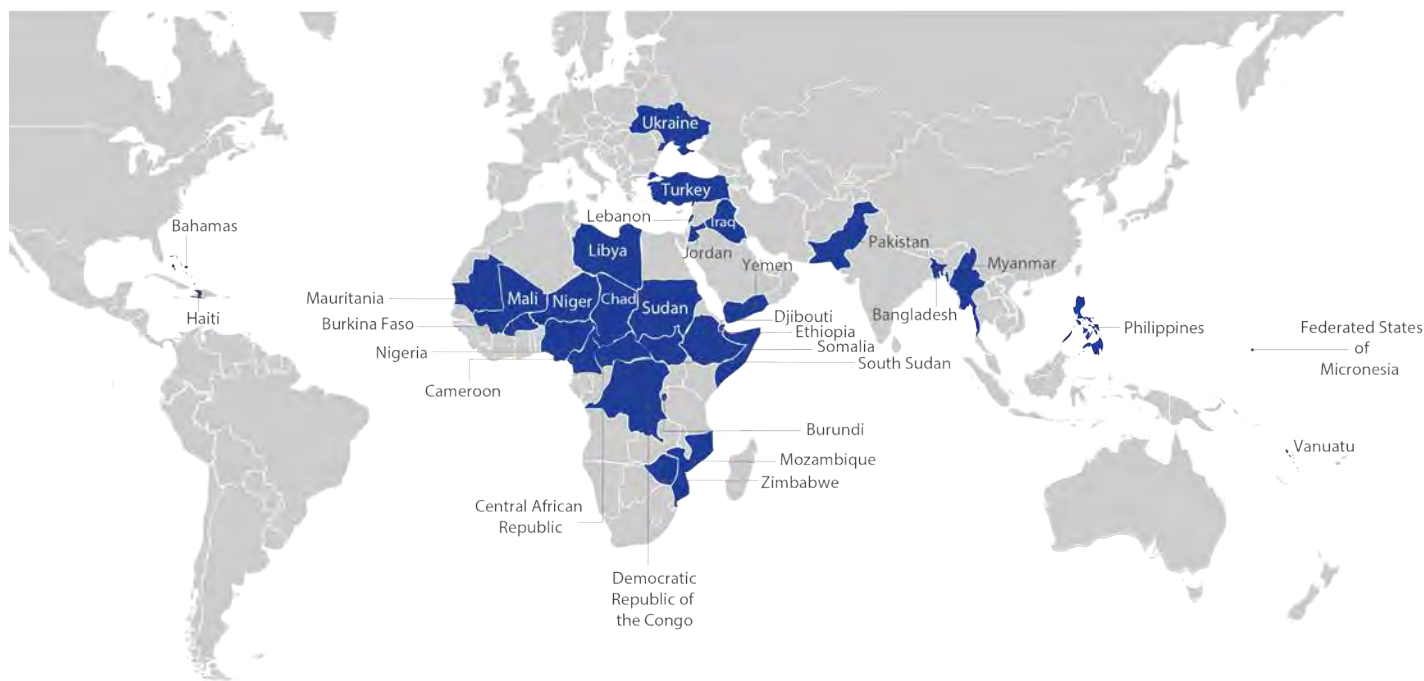 Ukraine
Turkey
Lebanon
Iraq
Bahamas
Libya
Jordan
Pakistan
Yemen
Myanmar
Mauritania
Mali
Niger
Chad
Sudan
Haiti
Burkina Faso
Djibouti
Bangladesh
Philippines
Federated States
of
Micronesia
Ethiopia
Nigeria
Somalia
South Sudan
Cameroon
Burundi
Vanuatu
Mozambique
Zimbabwe
Central African
Republic
Democratic
Republic of
the Congo